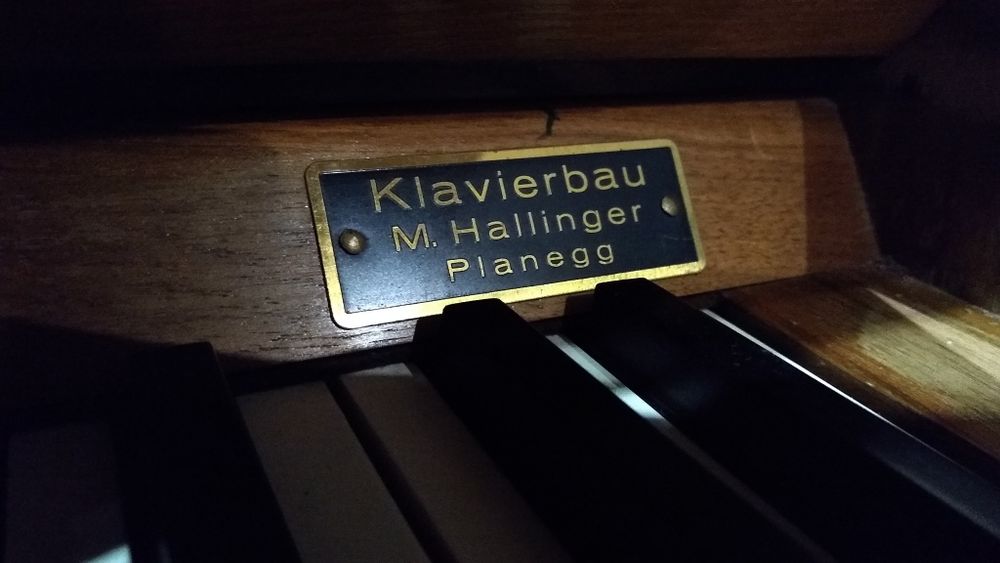 Klavierbau
M. Hallinger
Planegg